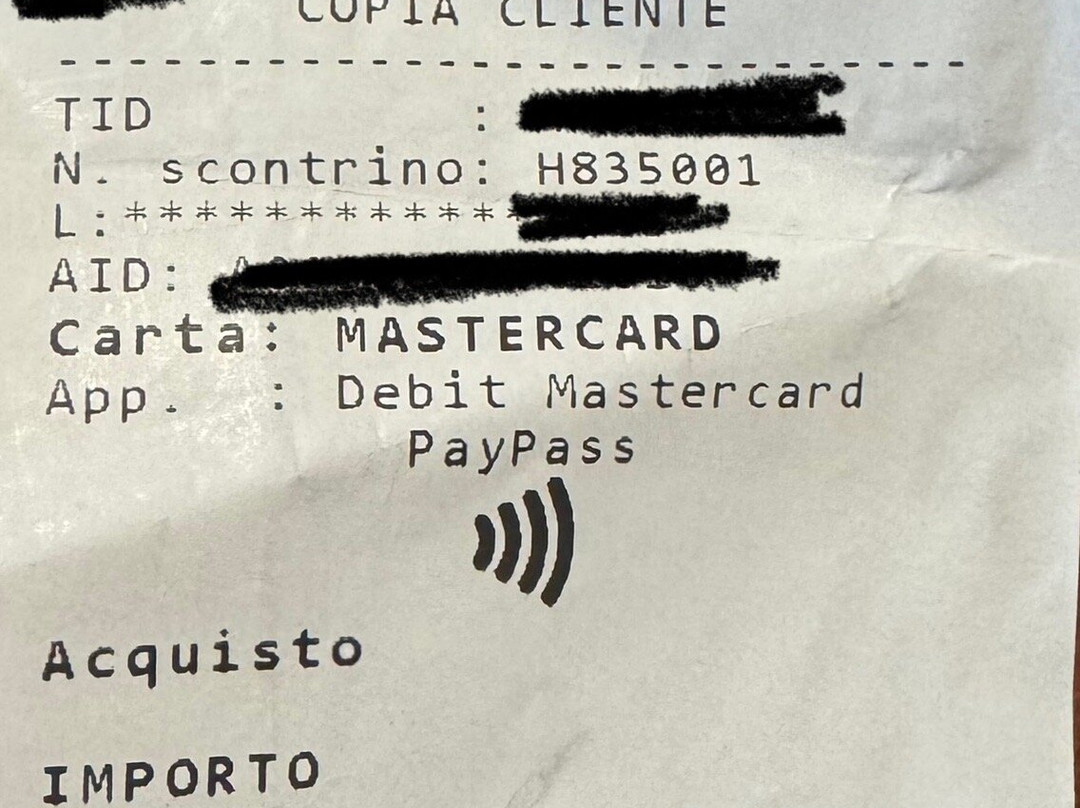 COPIA CLIENTE
--------------------------
TID :
N. scontrino: H835001
L:************
AID:
Carta: MASTERCARD
App. : Debit Mastercard
PayPass
Acquisto
IMPORTO